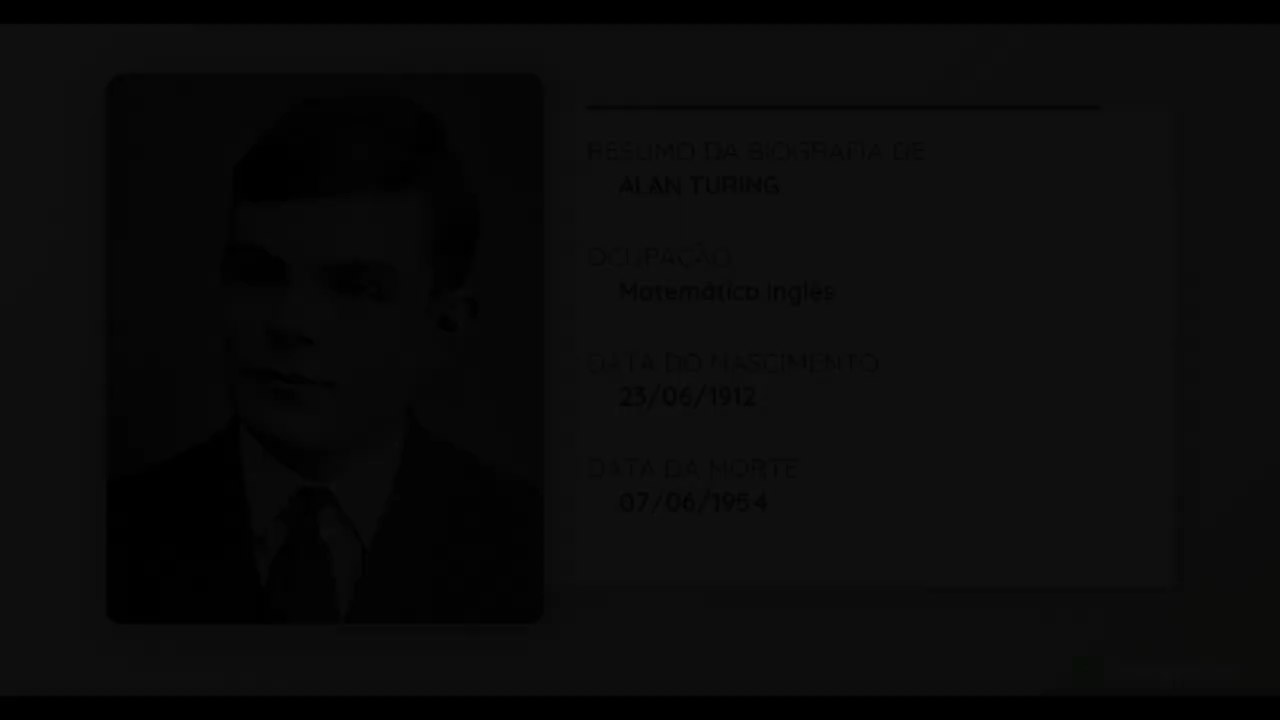 RESUMO DA BIOGRAFIA DE
ALAN TURING
OCUPAÇÃO
Matemático Inglês
DATA DO NASCIMENTO
23/06/1912
DATA DA MORTE
07/06/1954